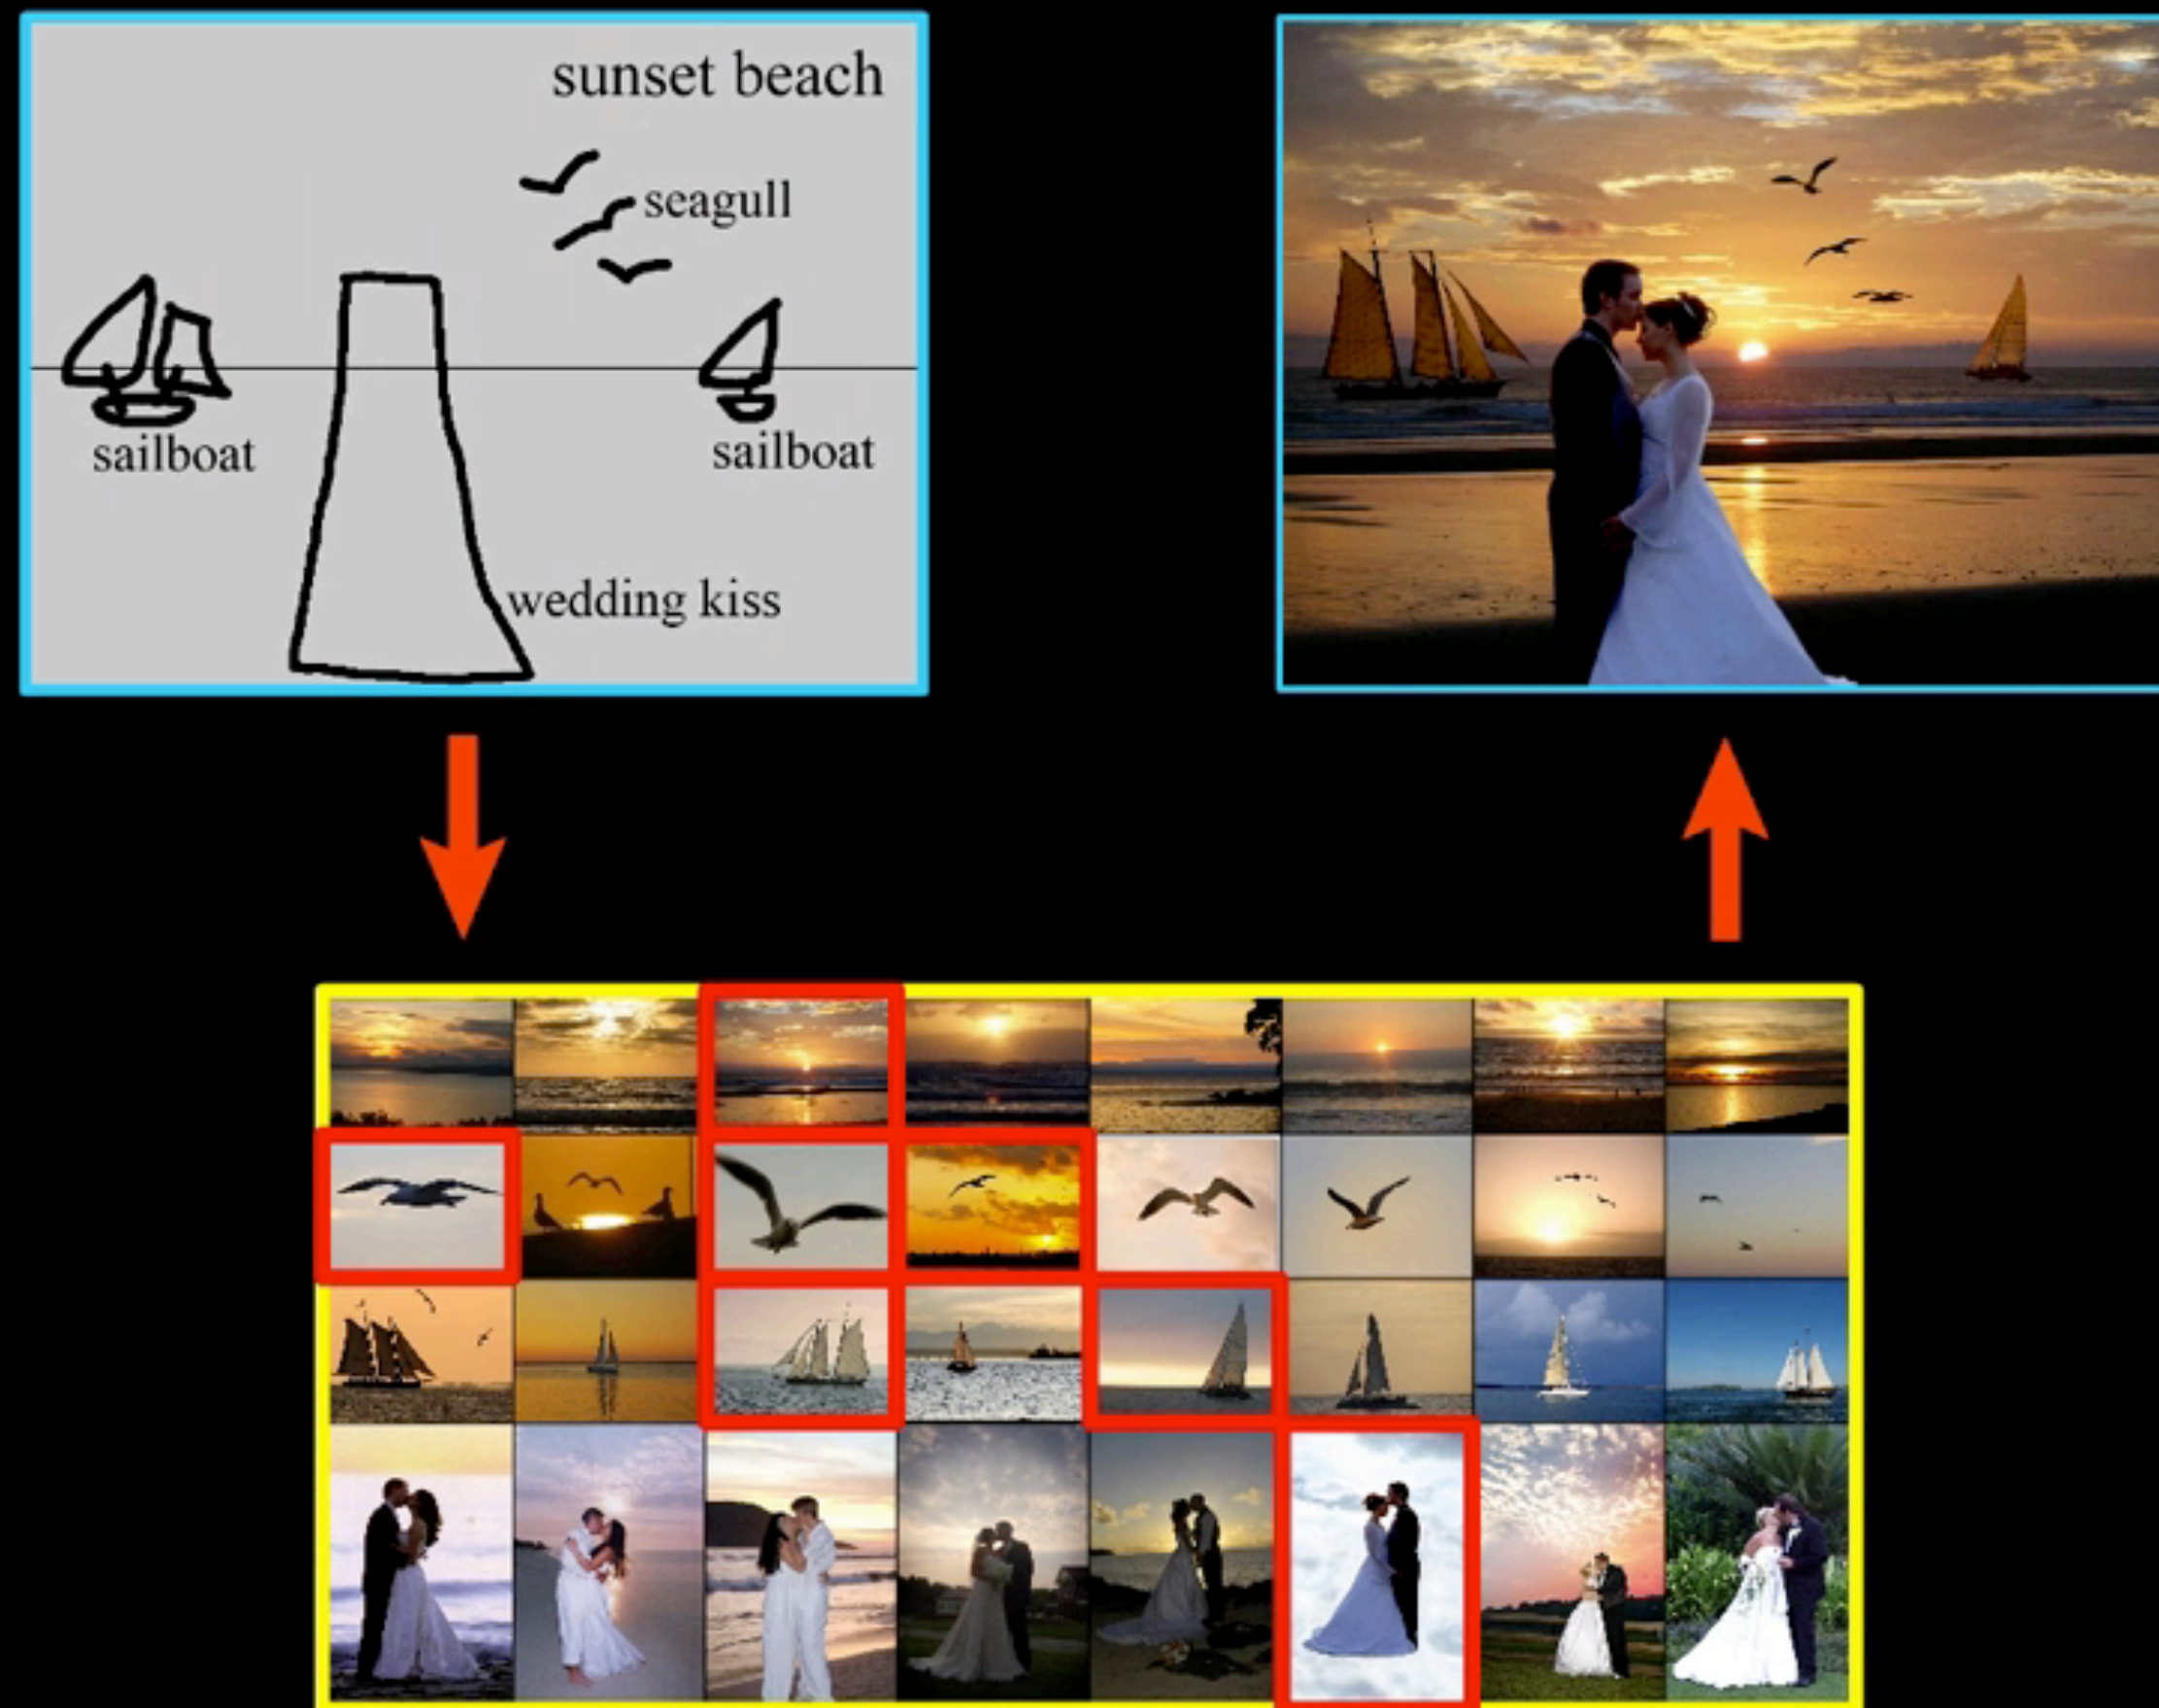 sunset beach
seagull
sailboat
sailboat
wedding kiss